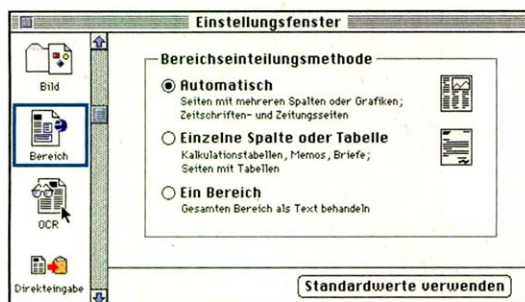 Einstellungsfenster
Bild
Bereich
OCR
Direkteingabe
Bereichseinteilungsmethode
Automatisch
Seiten mit mehreren Spalten oder Grafiken;
Zeitschriften- und Zeitungsseiten
Einzelne Spalte oder Tabelle
Kalkulationstabellen, Memos, Briefe;
Seiten mit Tabellen
Ein Bereich
Gesamten Bereich als Text behandeln
Standardwerte verwenden